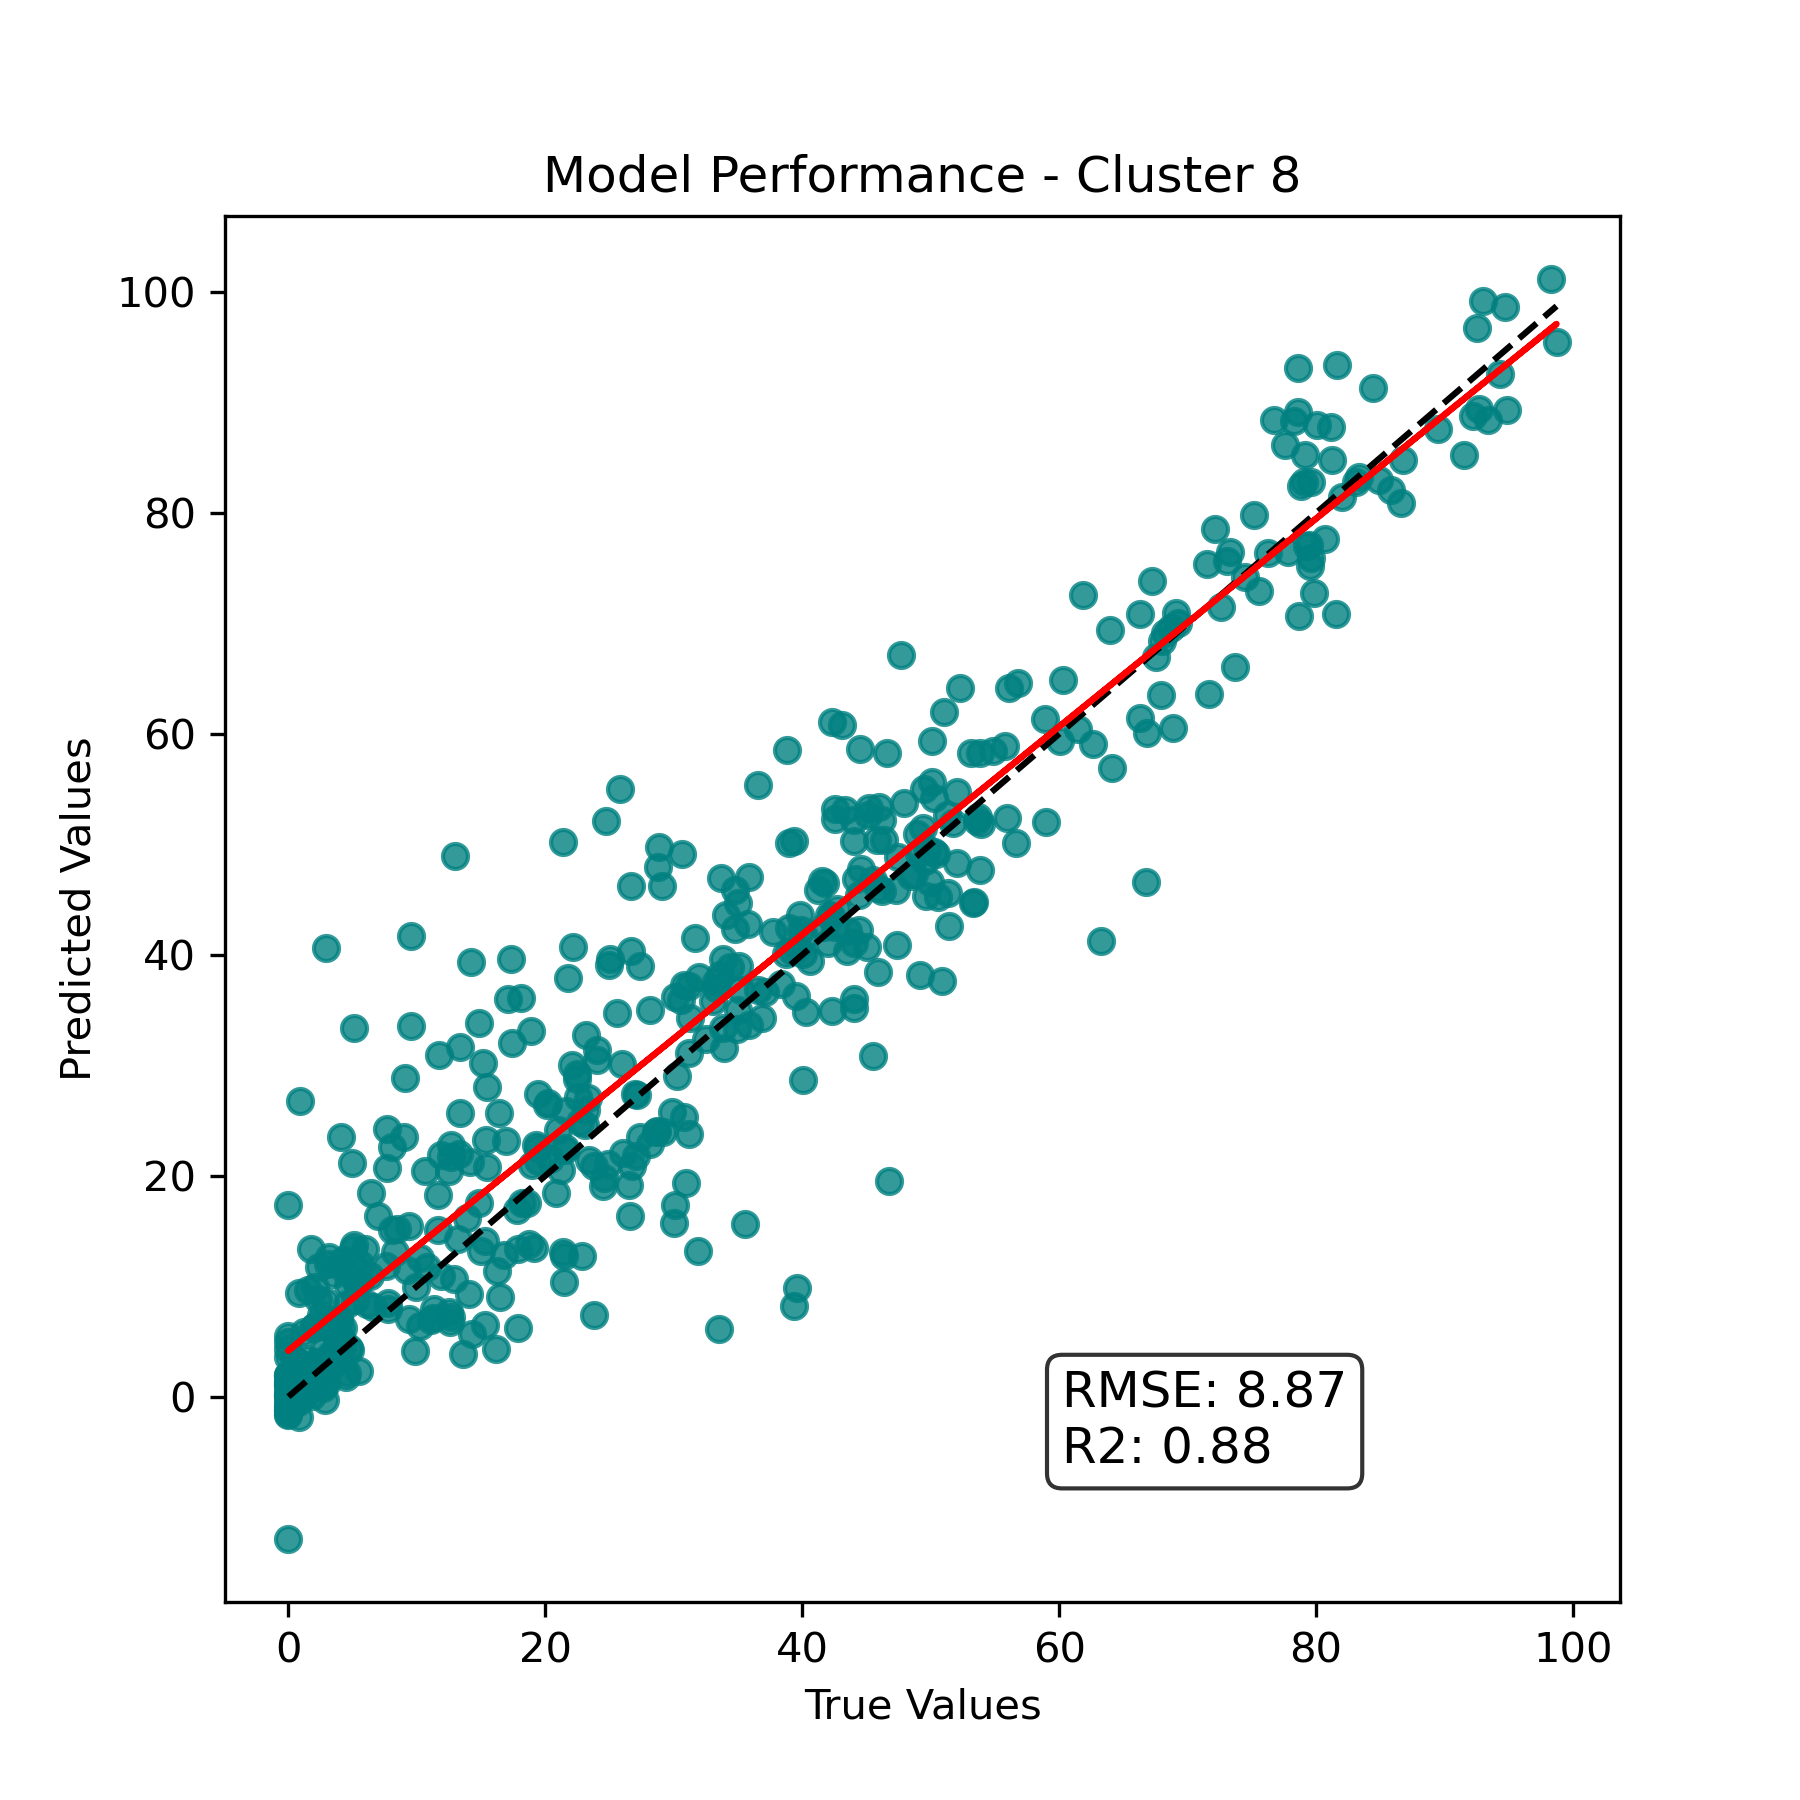 Model Performance - Cluster 8
100
80
60
40
20
0
Predicted Values
RMSE: 8.87
R2: 0.88
0 20 40 60 80 100
True Values